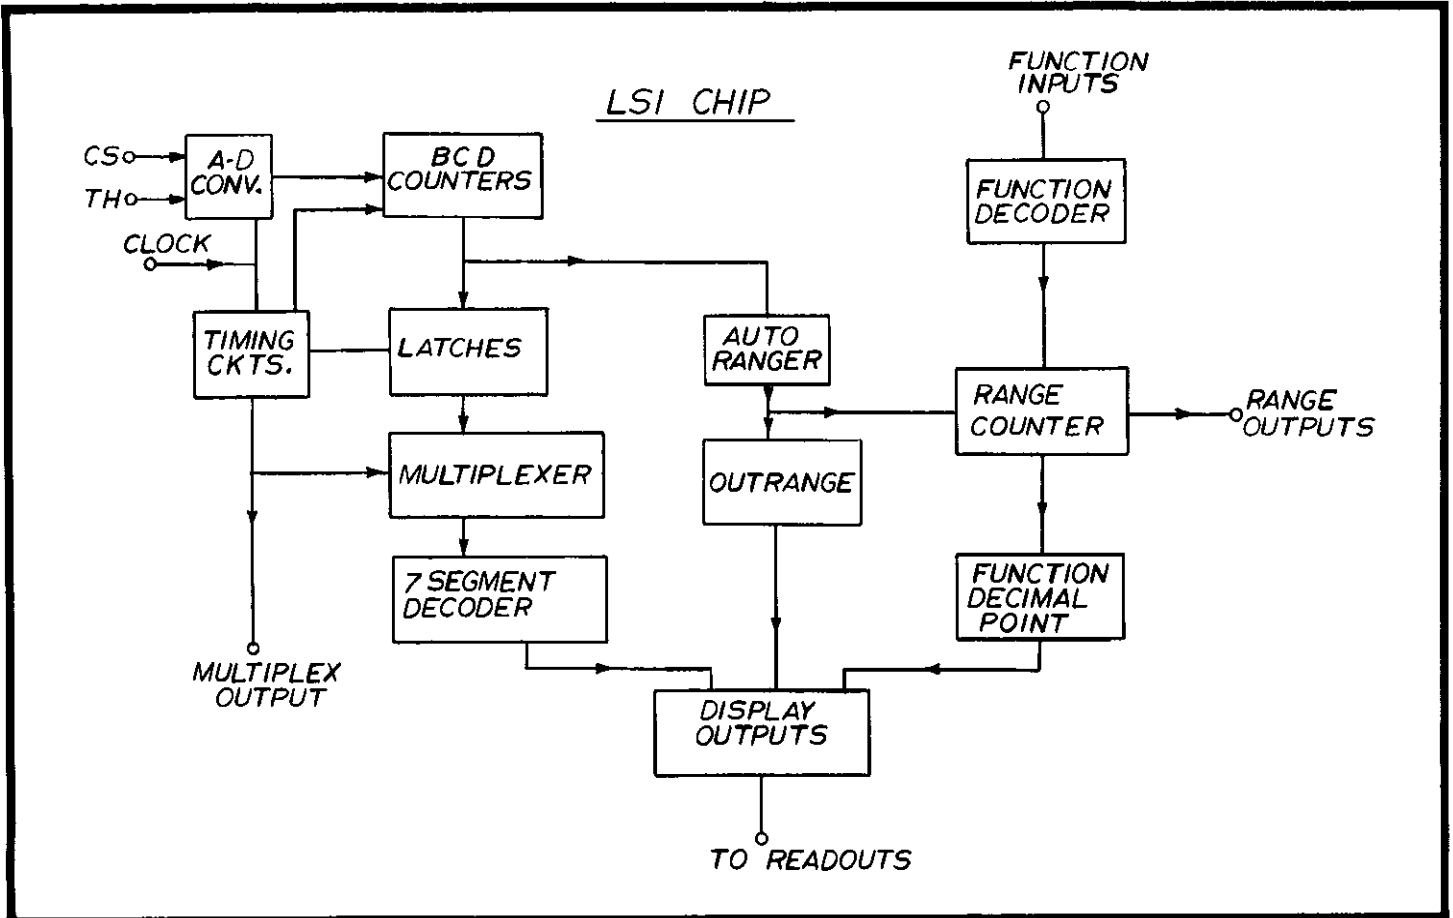 LSI CHIP
FUNCTION
INPUTS
CS
TH
A-D
CONV.
BCD
COUNTERS
FUNCTION
DECODER
CLOCK
TIMING
CKTS.
LATCHES
AUTO
RANGER
RANGE
COUNTER
RANGE
OUTPUTS
MULTIPLEXER
OUTRANGE
7 SEGMENT
DECODER
FUNCTION
DECIMAL
POINT
MULTIPLEX
OUTPUT
DISPLAY
OUTPUTS
TO READOUTS